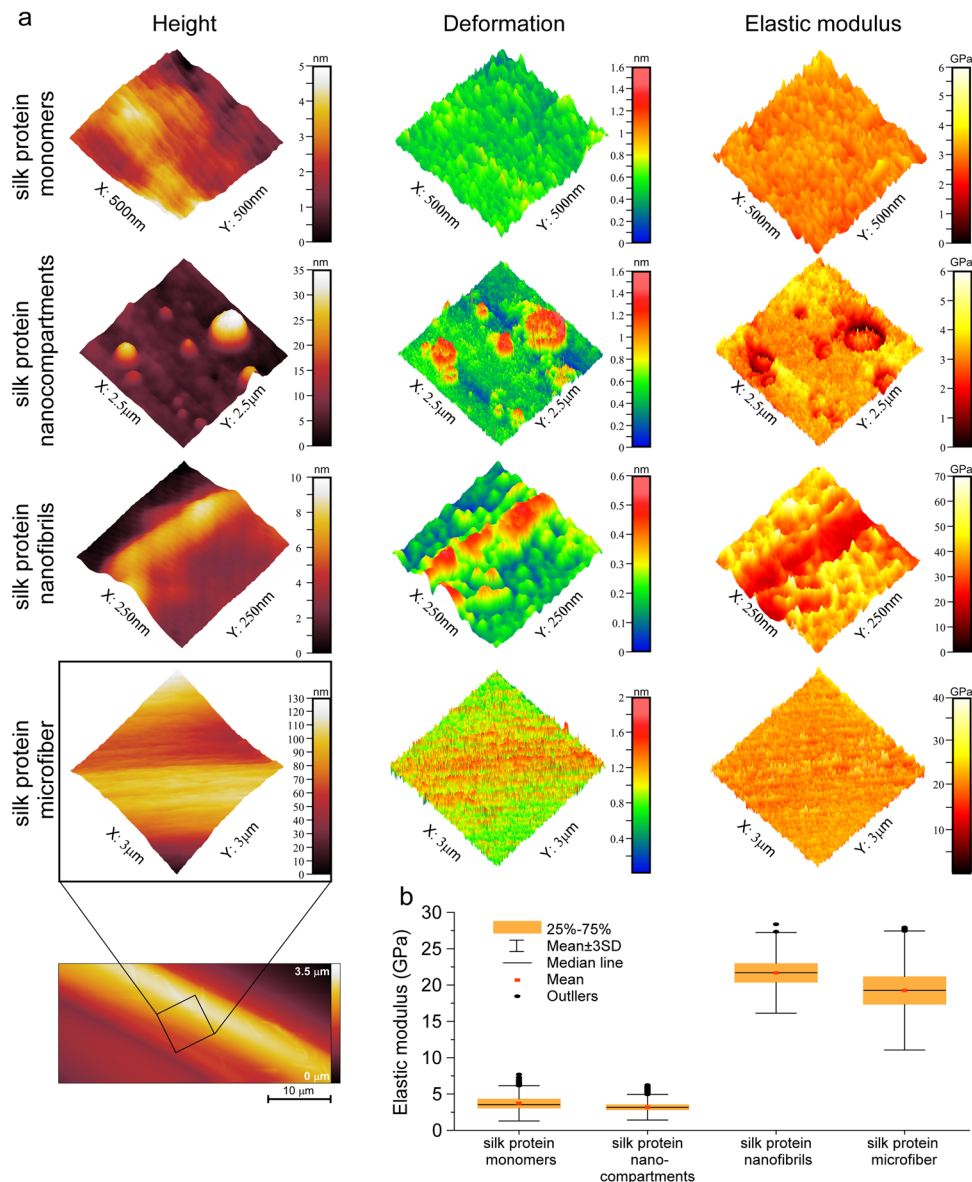 a
Height
Deformation
Elastic modulus
silk protein
monomers
X: 500nm
Y: 500nm
nm
5
4
3
2
1
0
X: 500nm
Y: 500nm
nm
1.6
1.4
1.2
1
0.8
0.6
0.4
0.2
0
X: 500nm
Y: 500nm
GPa
6
5
4
3
2
1
0
silk protein
nanocompartments
X: 2.5µm
Y: 2.5µm
nm
35
30
25
20
15
10
5
0
X: 2.5µm
Y: 2.5µm
nm
1.6
1.4
1.2
1
0.8
0.6
0.4
0.2
0
X: 2.5µm
Y: 2.5µm
GPa
6
5
4
3
2
1
0
silk protein
nanofibrils
X: 250nm
Y: 250nm
nm
10
8
6
4
2
0
X: 250nm
Y: 250nm
nm
0.6
0.5
0.4
0.3
0.2
0.1
0
X: 250nm
Y: 250nm
GPa
70
60
50
40
30
20
10
0
silk protein
microfiber
X: 3µm
Y: 3µm
nm
130
120
110
100
90
80
70
60
50
40
30
20
10
0
X: 3µm
Y: 3µm
nm
2
1.6
1.2
0.8
0.4
X: 3µm
Y: 3µm
GPa
40
30
20
10
3.5 µm
0 µm
10 µm
b
Elastic modulus (GPa)
30
25
20
15
10
5
0
25%-75%
Mean±3SD
Median line
Mean
Outllers
silk protein
monomers
silk protein
nano-
compartments
silk protein
nanofibrils
silk protein
microfiber